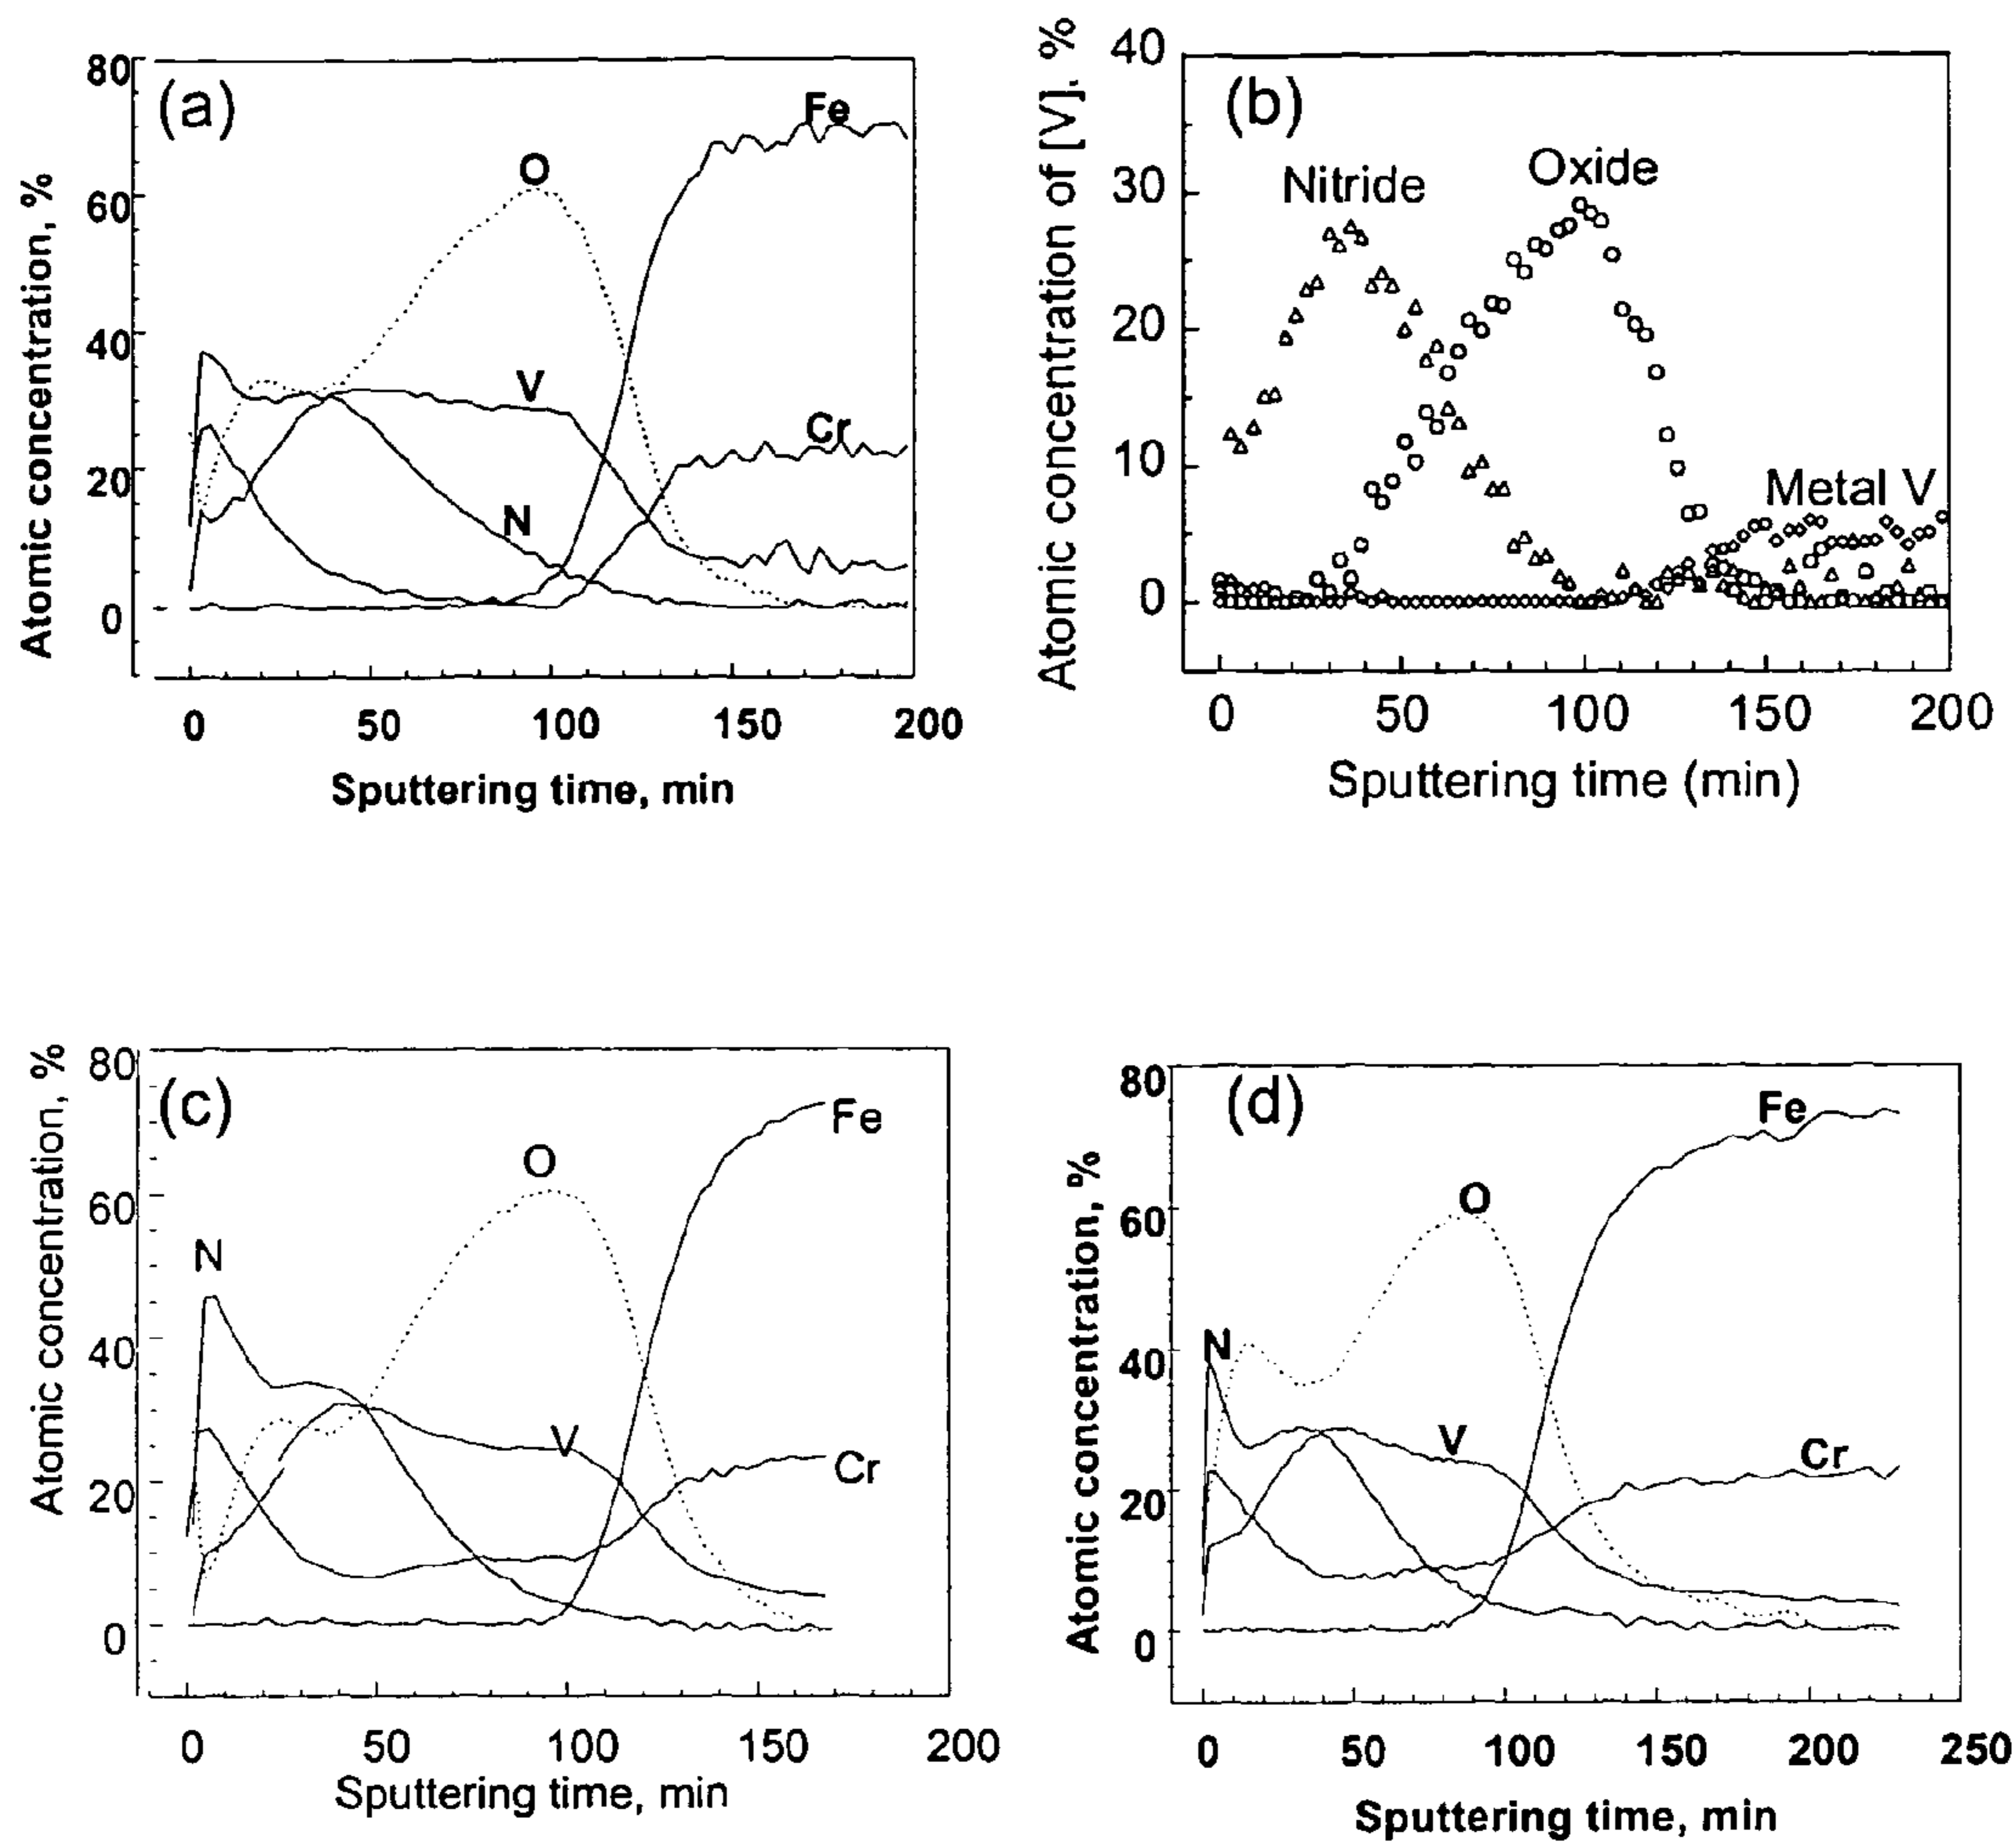 (a)
Atomic concentration, %
80
60
40
20
0
Fe
O
V
Cr
N
0 50 100 150 200
Sputtering time, min
(b)
Atomic concentration of [V], %
40
30
20
10
0
Nitride
Oxide
Metal V
0 50 100 150 200
Sputtering time (min)
(c)
Atomic concentration, %
80
60
40
20
0
Fe
O
N
V
Cr
0 50 100 150 200
Sputtering time, min
(d)
Atomic concentration, %
80
60
40
20
0
Fe
O
N
V
Cr
0 50 100 150 200 250
Sputtering time, min